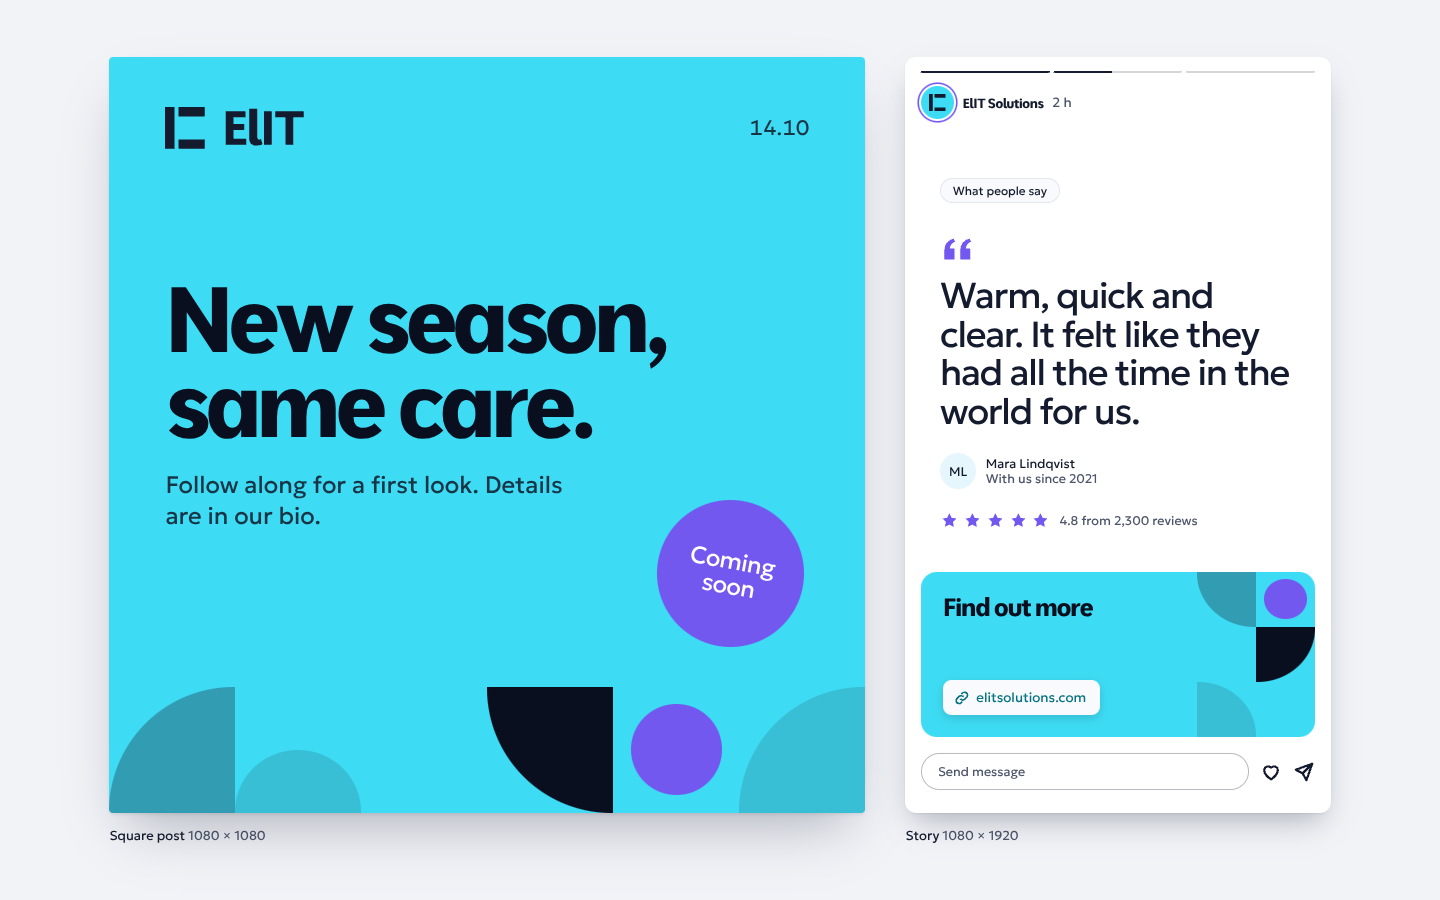 ElIT
14.10
New season,
same care.
Follow along for a first look. Details
are in our bio.
Coming
soon
Square post 1080 × 1080
ElIT Solutions 2 h
What people say
“
Warm, quick and
clear. It felt like they
had all the time in the
world for us.
ML
Mara Lindqvist
With us since 2021
4.8 from 2,300 reviews
Find out more
elitsolutions.com
Send message
Story 1080 × 1920